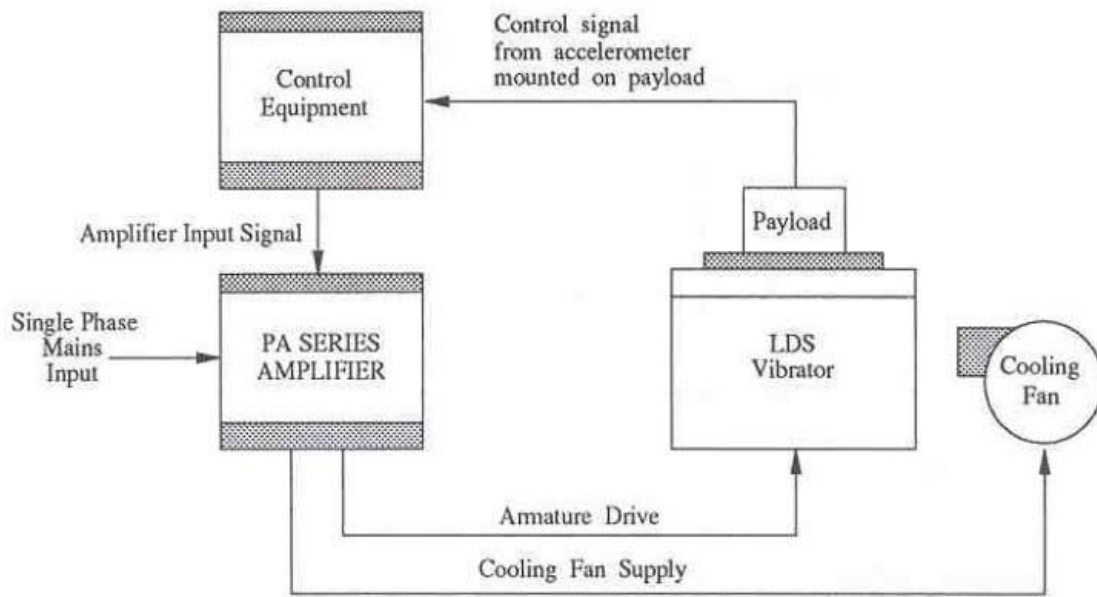 Control signal
from accelerometer
mounted on payload
Control
Equipment
Payload
Amplifier Input Signal
Single Phase
Mains
Input
PA SERIES
AMPLIFIER
LDS
Vibrator
Cooling
Fan
Armature Drive
Cooling Fan Supply